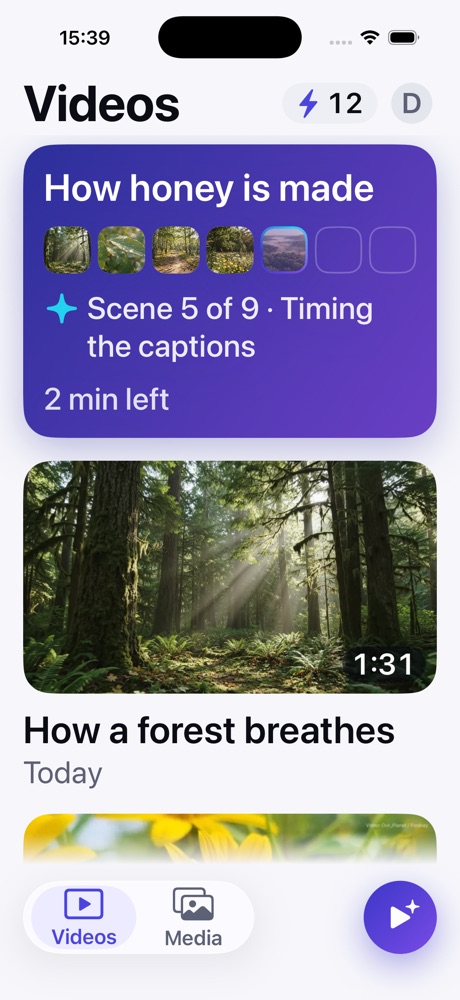 15:39
Videos
12
D
How honey is made
Scene 5 of 9 · Timing
the captions
2 min left
1:31
How a forest breathes
Today
Videos
Media